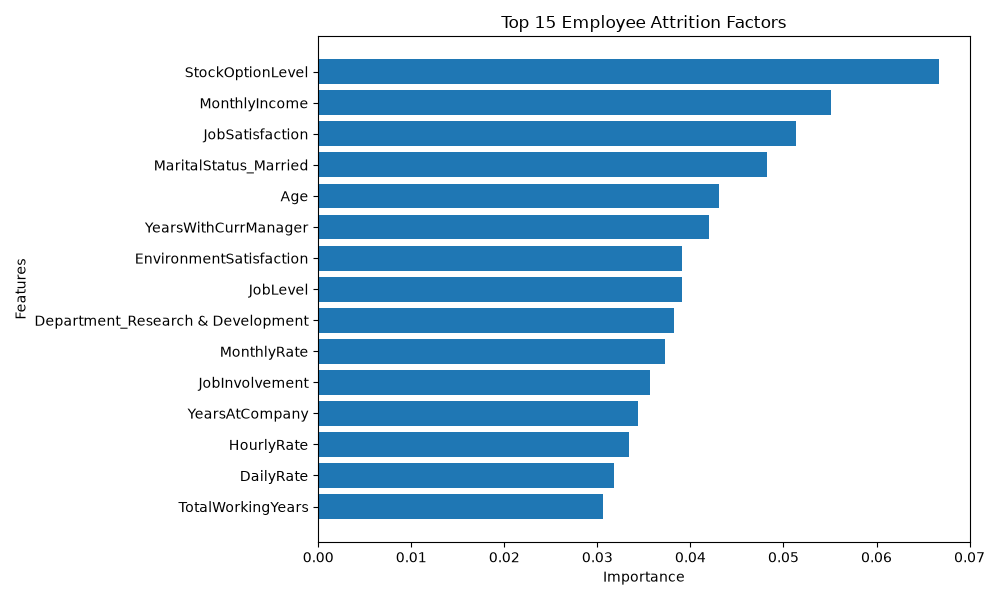 Top 15 Employee Attrition Factors
Features
StockOptionLevel
MonthlyIncome
JobSatisfaction
MaritalStatus_Married
Age
YearsWithCurrManager
EnvironmentSatisfaction
JobLevel
Department_Research & Development
MonthlyRate
JobInvolvement
YearsAtCompany
HourlyRate
DailyRate
TotalWorkingYears
0.00 0.01 0.02 0.03 0.04 0.05 0.06 0.07
Importance